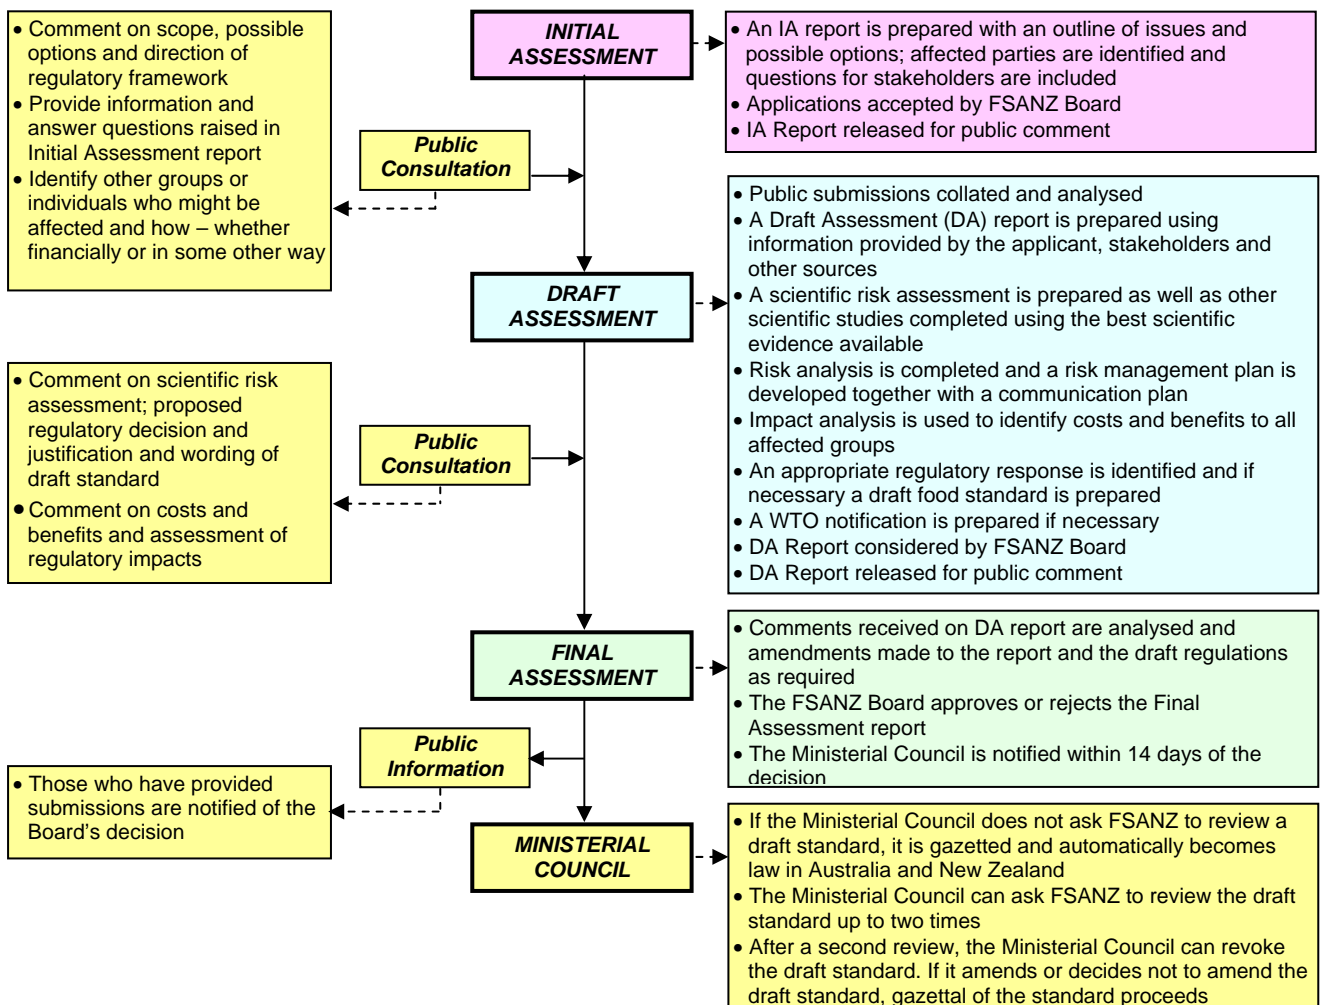 • Comment on scope, possible
options and direction of
regulatory framework
• Provide information and
answer questions raised in
Initial Assessment report
• Identify other groups or
individuals who might be
affected and how – whether
financially or in some other way
INITIAL
ASSESSMENT
• An IA report is prepared with an outline of issues and
possible options; affected parties are identified and
questions for stakeholders are included
• Applications accepted by FSANZ Board
• IA Report released for public comment
Public
Consultation
DRAFT
ASSESSMENT
• Public submissions collated and analysed
• A Draft Assessment (DA) report is prepared using
information provided by the applicant, stakeholders and
other sources
• A scientific risk assessment is prepared as well as other
scientific studies completed using the best scientific
evidence available
• Risk analysis is completed and a risk management plan is
developed together with a communication plan
• Impact analysis is used to identify costs and benefits to all
affected groups
• An appropriate regulatory response is identified and if
necessary a draft food standard is prepared
• A WTO notification is prepared if necessary
• DA Report considered by FSANZ Board
• DA Report released for public comment
• Comment on scientific risk
assessment; proposed
regulatory decision and
justification and wording of
draft standard
• Comment on costs and
benefits and assessment of
regulatory impacts
Public
Consultation
FINAL
ASSESSMENT
• Comments received on DA report are analysed and
amendments made to the report and the draft regulations
as required
• The FSANZ Board approves or rejects the Final
Assessment report
• The Ministerial Council is notified within 14 days of the
decision
Public
Information
• Those who have provided
submissions are notified of the
Board's decision
MINISTERIAL
COUNCIL
• If the Ministerial Council does not ask FSANZ to review a
draft standard, it is gazetted and automatically becomes
law in Australia and New Zealand
• The Ministerial Council can ask FSANZ to review the draft
standard up to two times
• After a second review, the Ministerial Council can revoke
the draft standard. If it amends or decides not to amend the
draft standard, gazettal of the standard proceeds